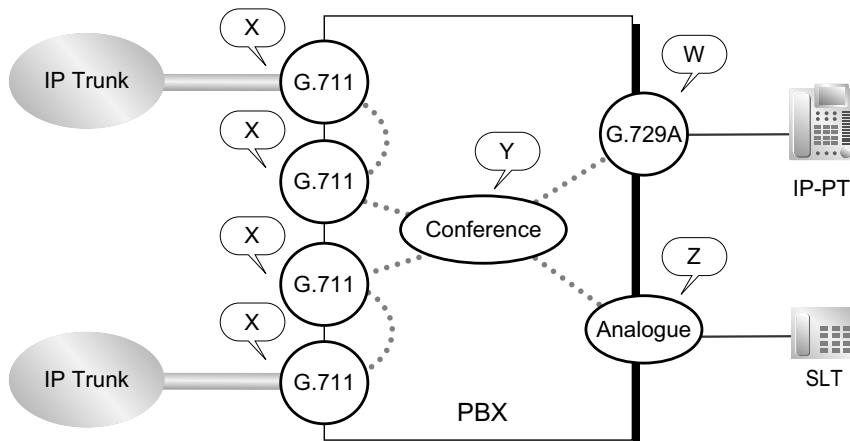 X
IP Trunk
G.711
W
G.729A
IP-PT
X
G.711
Y
Conference
X
G.711
Z
Analogue
SLT
X
IP Trunk
G.711
PBX